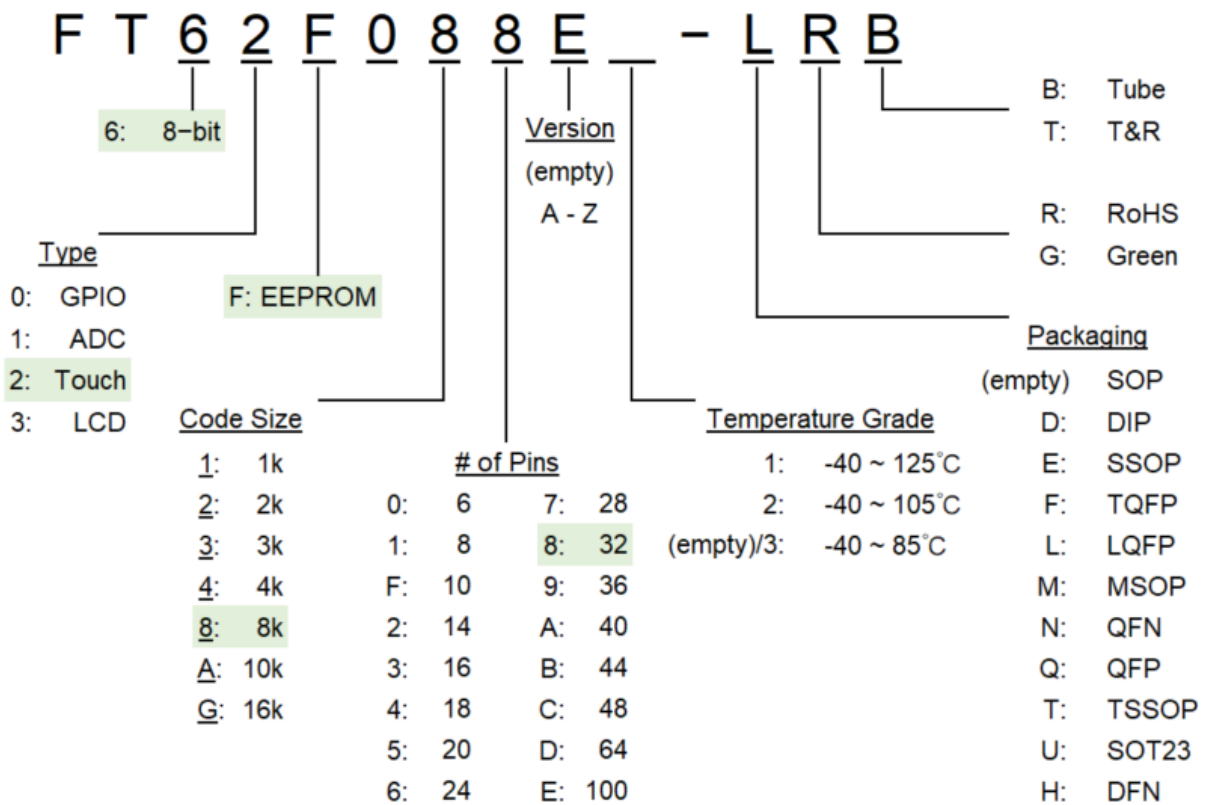 F T 6 2 F 0 8 8 E _ - L R B
B: Tube
6: 8-bit
Version
T: T&R
(empty)
A - Z
R: RoHS
Type
G: Green
0: GPIO
F: EEPROM
1: ADC
Packaging
2: Touch
(empty) SOP
3: LCD
Code Size
Temperature Grade
D: DIP
1: 1k
# of Pins
1: -40 ~ 125°C
E: SSOP
2: 2k
0: 6 7: 28
2: -40 ~ 105°C
F: TQFP
3: 3k
1: 8 8: 32
(empty)/3: -40 ~ 85°C
L: LQFP
4: 4k
F: 10 9: 36
M: MSOP
8: 8k
2: 14 A: 40
N: QFN
A: 10k
3: 16 B: 44
Q: QFP
G: 16k
4: 18 C: 48
T: TSSOP
5: 20 D: 64
U: SOT23
6: 24 E: 100
H: DFN